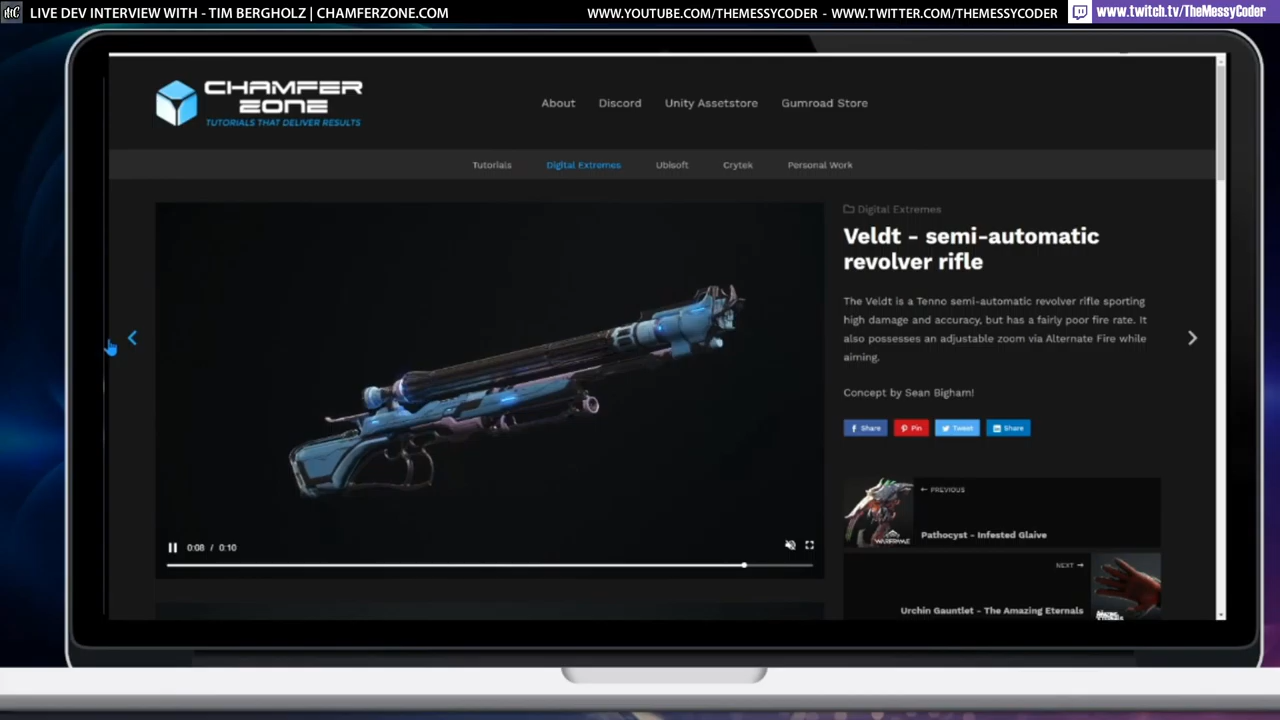 LIVE DEV INTERVIEW WITH - TIM BERGHOLZ | CHAMFERZONE.COM
WWW.YOUTUBE.COM/THEMESSYCODER - WWW.TWITTER.COM/THEMESSYCODER
www.twitch.tv/TheMessyCoder
CHAMFER
ZONE
TUTORIALS THAT DELIVER RESULTS
About Discord Unity Assetstore Gumroad Store
Tutorials Digital Extremes Ubisoft Crytek Personal Work
Digital Extremes
Veldt - semi-automatic
revolver rifle
The Veldt is a Tenno semi-automatic revolver rifle sporting
high damage and accuracy, but has a fairly poor fire rate. It
also possesses an adjustable zoom via Alternate Fire while
aiming.
Concept by Sean Bigham!
Share Pin Tweet Share
← PREVIOUS
Pathocyst - Infested Glaive
WARFRAME
NEXT →
Urchin Gauntlet - The Amazing Eternals
0:08 / 0:10